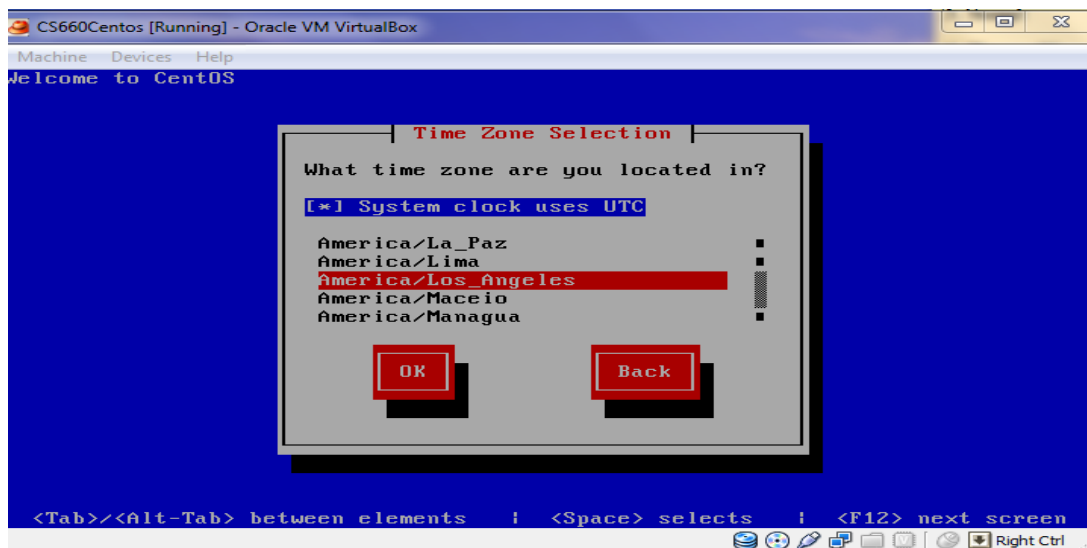 CS660Centos [Running] - Oracle VM VirtualBox
Machine Devices Help
Welcome to CentOS
Time Zone Selection
What time zone are you located in?
[*] System clock uses UTC
America/La_Paz
America/Lima
America/Los_Angeles
America/Maceio
America/Managua
OK Back
<Tab>/<Alt-Tab> between elements | <Space> selects | <F12> next screen
Right Ctrl